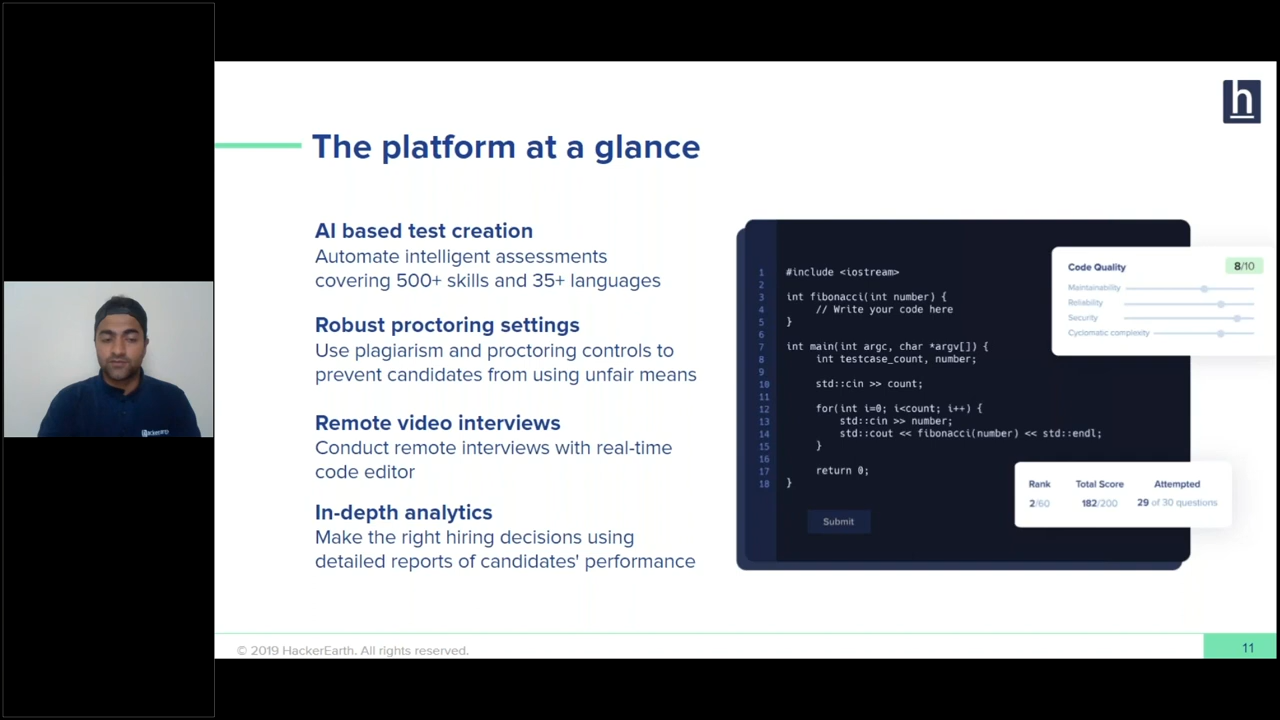 h
The platform at a glance
AI based test creation
Automate intelligent assessments
covering 500+ skills and 35+ languages
Robust proctoring settings
Use plagiarism and proctoring controls to
prevent candidates from using unfair means
Remote video interviews
Conduct remote interviews with real-time
code editor
In-depth analytics
Make the right hiring decisions using
detailed reports of candidates' performance
1 #include <iostream>
2
3 int fibonacci(int number) {
4 // Write your code here
5 }
6
7 int main(int argc, char *argv[]) {
8 int testcase_count, number;
9
10 std::cin >> count;
11
12 for(int i=0; i<count; i++) {
13 std::cin >> number;
14 std::cout << fibonacci(number) << std::endl;
15 }
16
17 return 0;
18 }
Submit
Code Quality 8/10
Maintainability
Reliability
Security
Cyclomatic complexity
Rank Total Score Attempted
2/60 182/200 29 of 30 questions
hackerearth
© 2019 HackerEarth. All rights reserved.
11